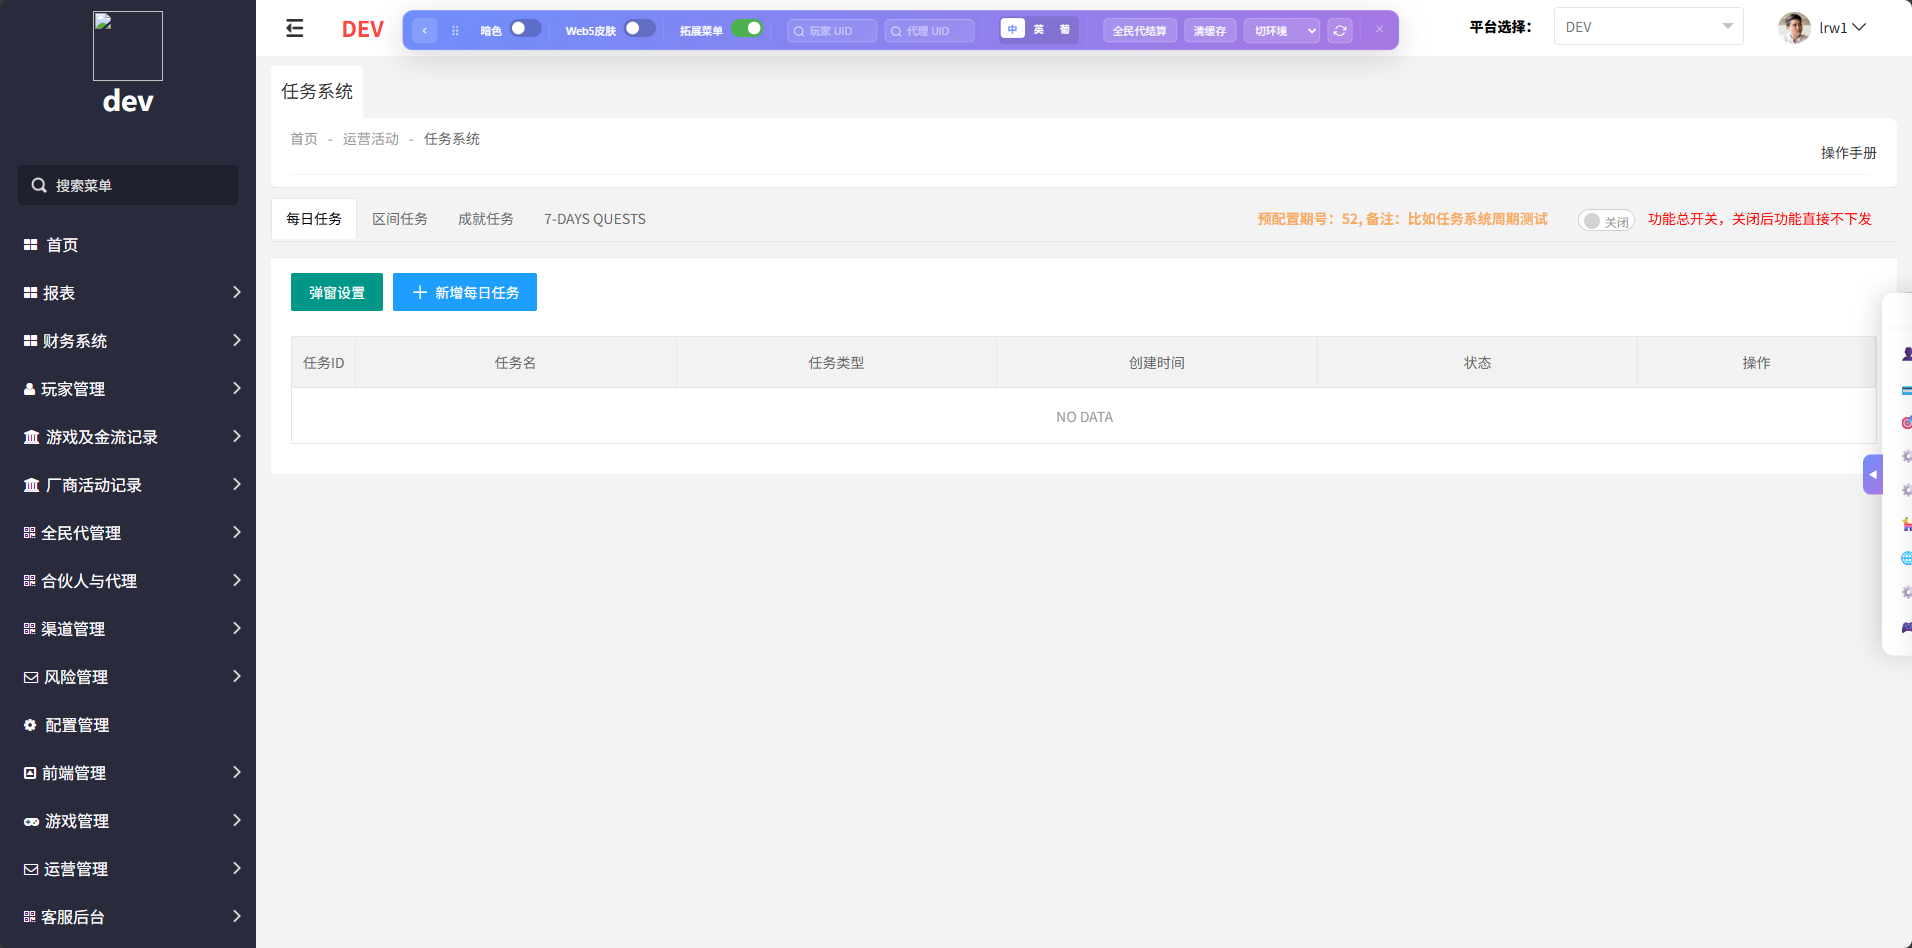 dev
搜索菜单
首页
报表
财务系统
玩家管理
游戏及金流记录
厂商活动记录
全民代管理
合伙人与代理
渠道管理
风险管理
配置管理
前端管理
游戏管理
运营管理
客服后台
DEV
暗色
Web5皮肤
拓展菜单
玩家 UID
代理 UID
中 英 葡
全民代结算
清缓存
切环境
平台选择：
DEV
lrw1
任务系统
首页 - 运营活动 - 任务系统
操作手册
每日任务 区间任务 成就任务 7-DAYS QUESTS
预配置期号：52, 备注：比如任务系统周期测试
关闭
功能总开关，关闭后功能直接不下发
弹窗设置
新增每日任务
任务ID 任务名 任务类型 创建时间 状态 操作
NO DATA